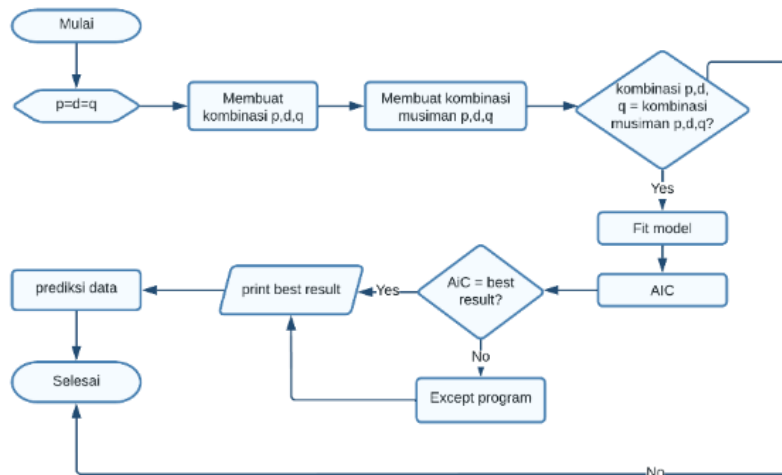 Mulai
p=d=q
Membuat
kombinasi p,d,q
Membuat kombinasi
musiman p,d,q
kombinasi p,d,
q = kombinasi
musiman p,d,q?
Yes
Fit model
AIC
AiC = best
result?
Yes
print best result
prediksi data
No
Except program
Selesai
No